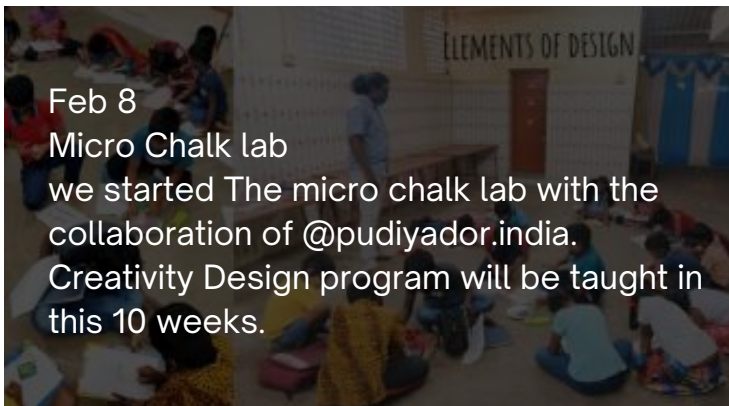 ELEMENTS OF DESIGN
Feb 8
Micro Chalk lab
we started The micro chalk lab with the
collaboration of @pudiyador.india.
Creativity Design program will be taught in
this 10 weeks.